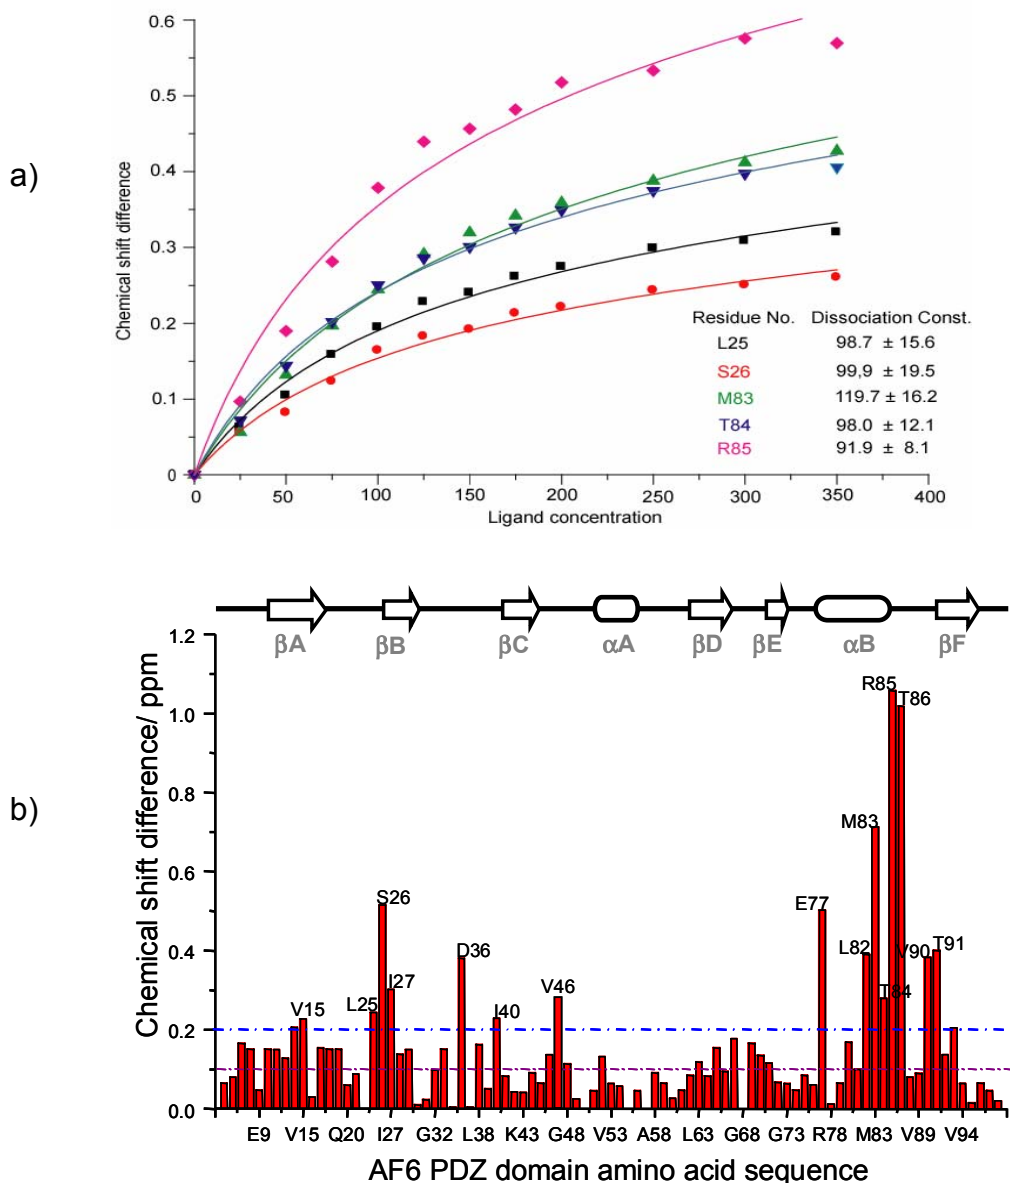 a)
0.6
0.5
0.4
0.3
0.2
0.1
0
Chemical shift difference
0 50 100 150 200 250 300 350 400
Ligand concentration
Residue No. Dissociation Const.
L25 98.7 ± 15.6
S26 99,9 ± 19.5
M83 119.7 ± 16.2
T84 98.0 ± 12.1
R85 91.9 ± 8.1
b)
βA βB βC αA βD βE αB βF
1.2
1.0
0.8
0.6
0.4
0.2
0.0
Chemical shift difference/ ppm
R85
T86
M83
S26
E77
D36
L82
V90
T91
I27
V46
T84
L25
V15
I40
E9 V15 Q20 I27 G32 L38 K43 G48 V53 A58 L63 G68 G73 R78 M83 V89 V94
AF6 PDZ domain amino acid sequence